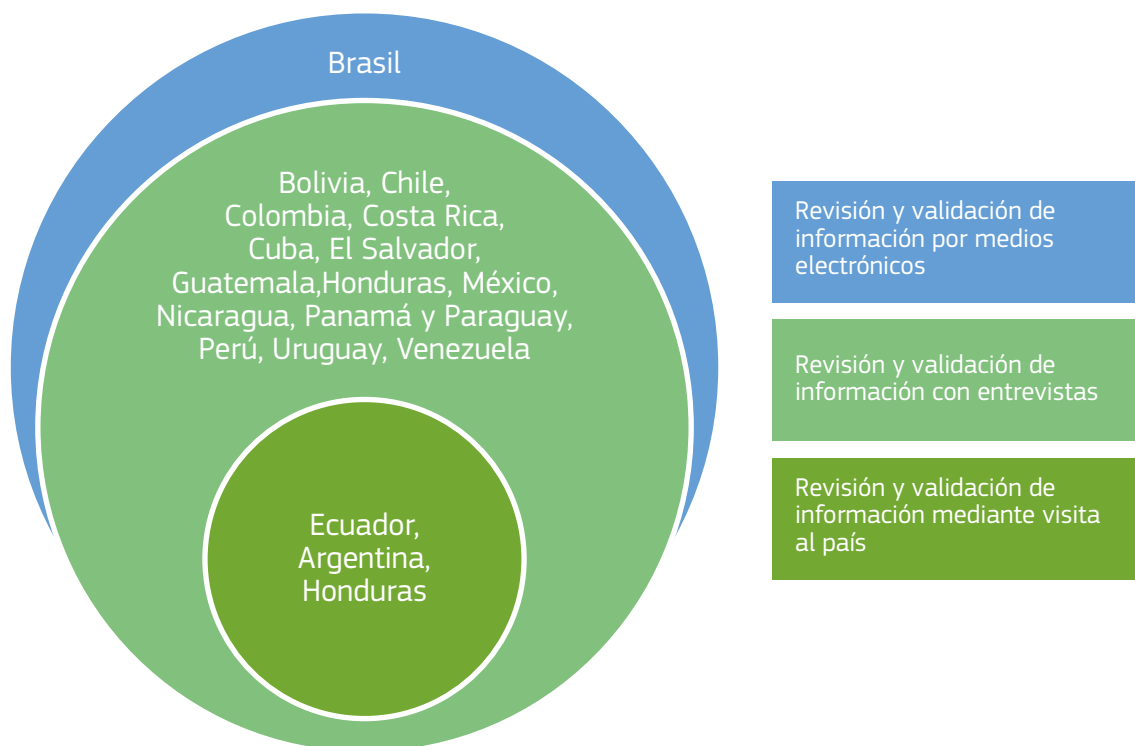 Brasil
Bolivia, Chile,
Colombia, Costa Rica,
Cuba, El Salvador,
Guatemala,Honduras, México,
Nicaragua, Panamá y Paraguay,
Perú, Uruguay, Venezuela
Ecuador,
Argentina,
Honduras
Revisión y validación de
información por medios
electrónicos
Revisión y validación de
información con entrevistas
Revisión y validación de
información mediante visita
al país